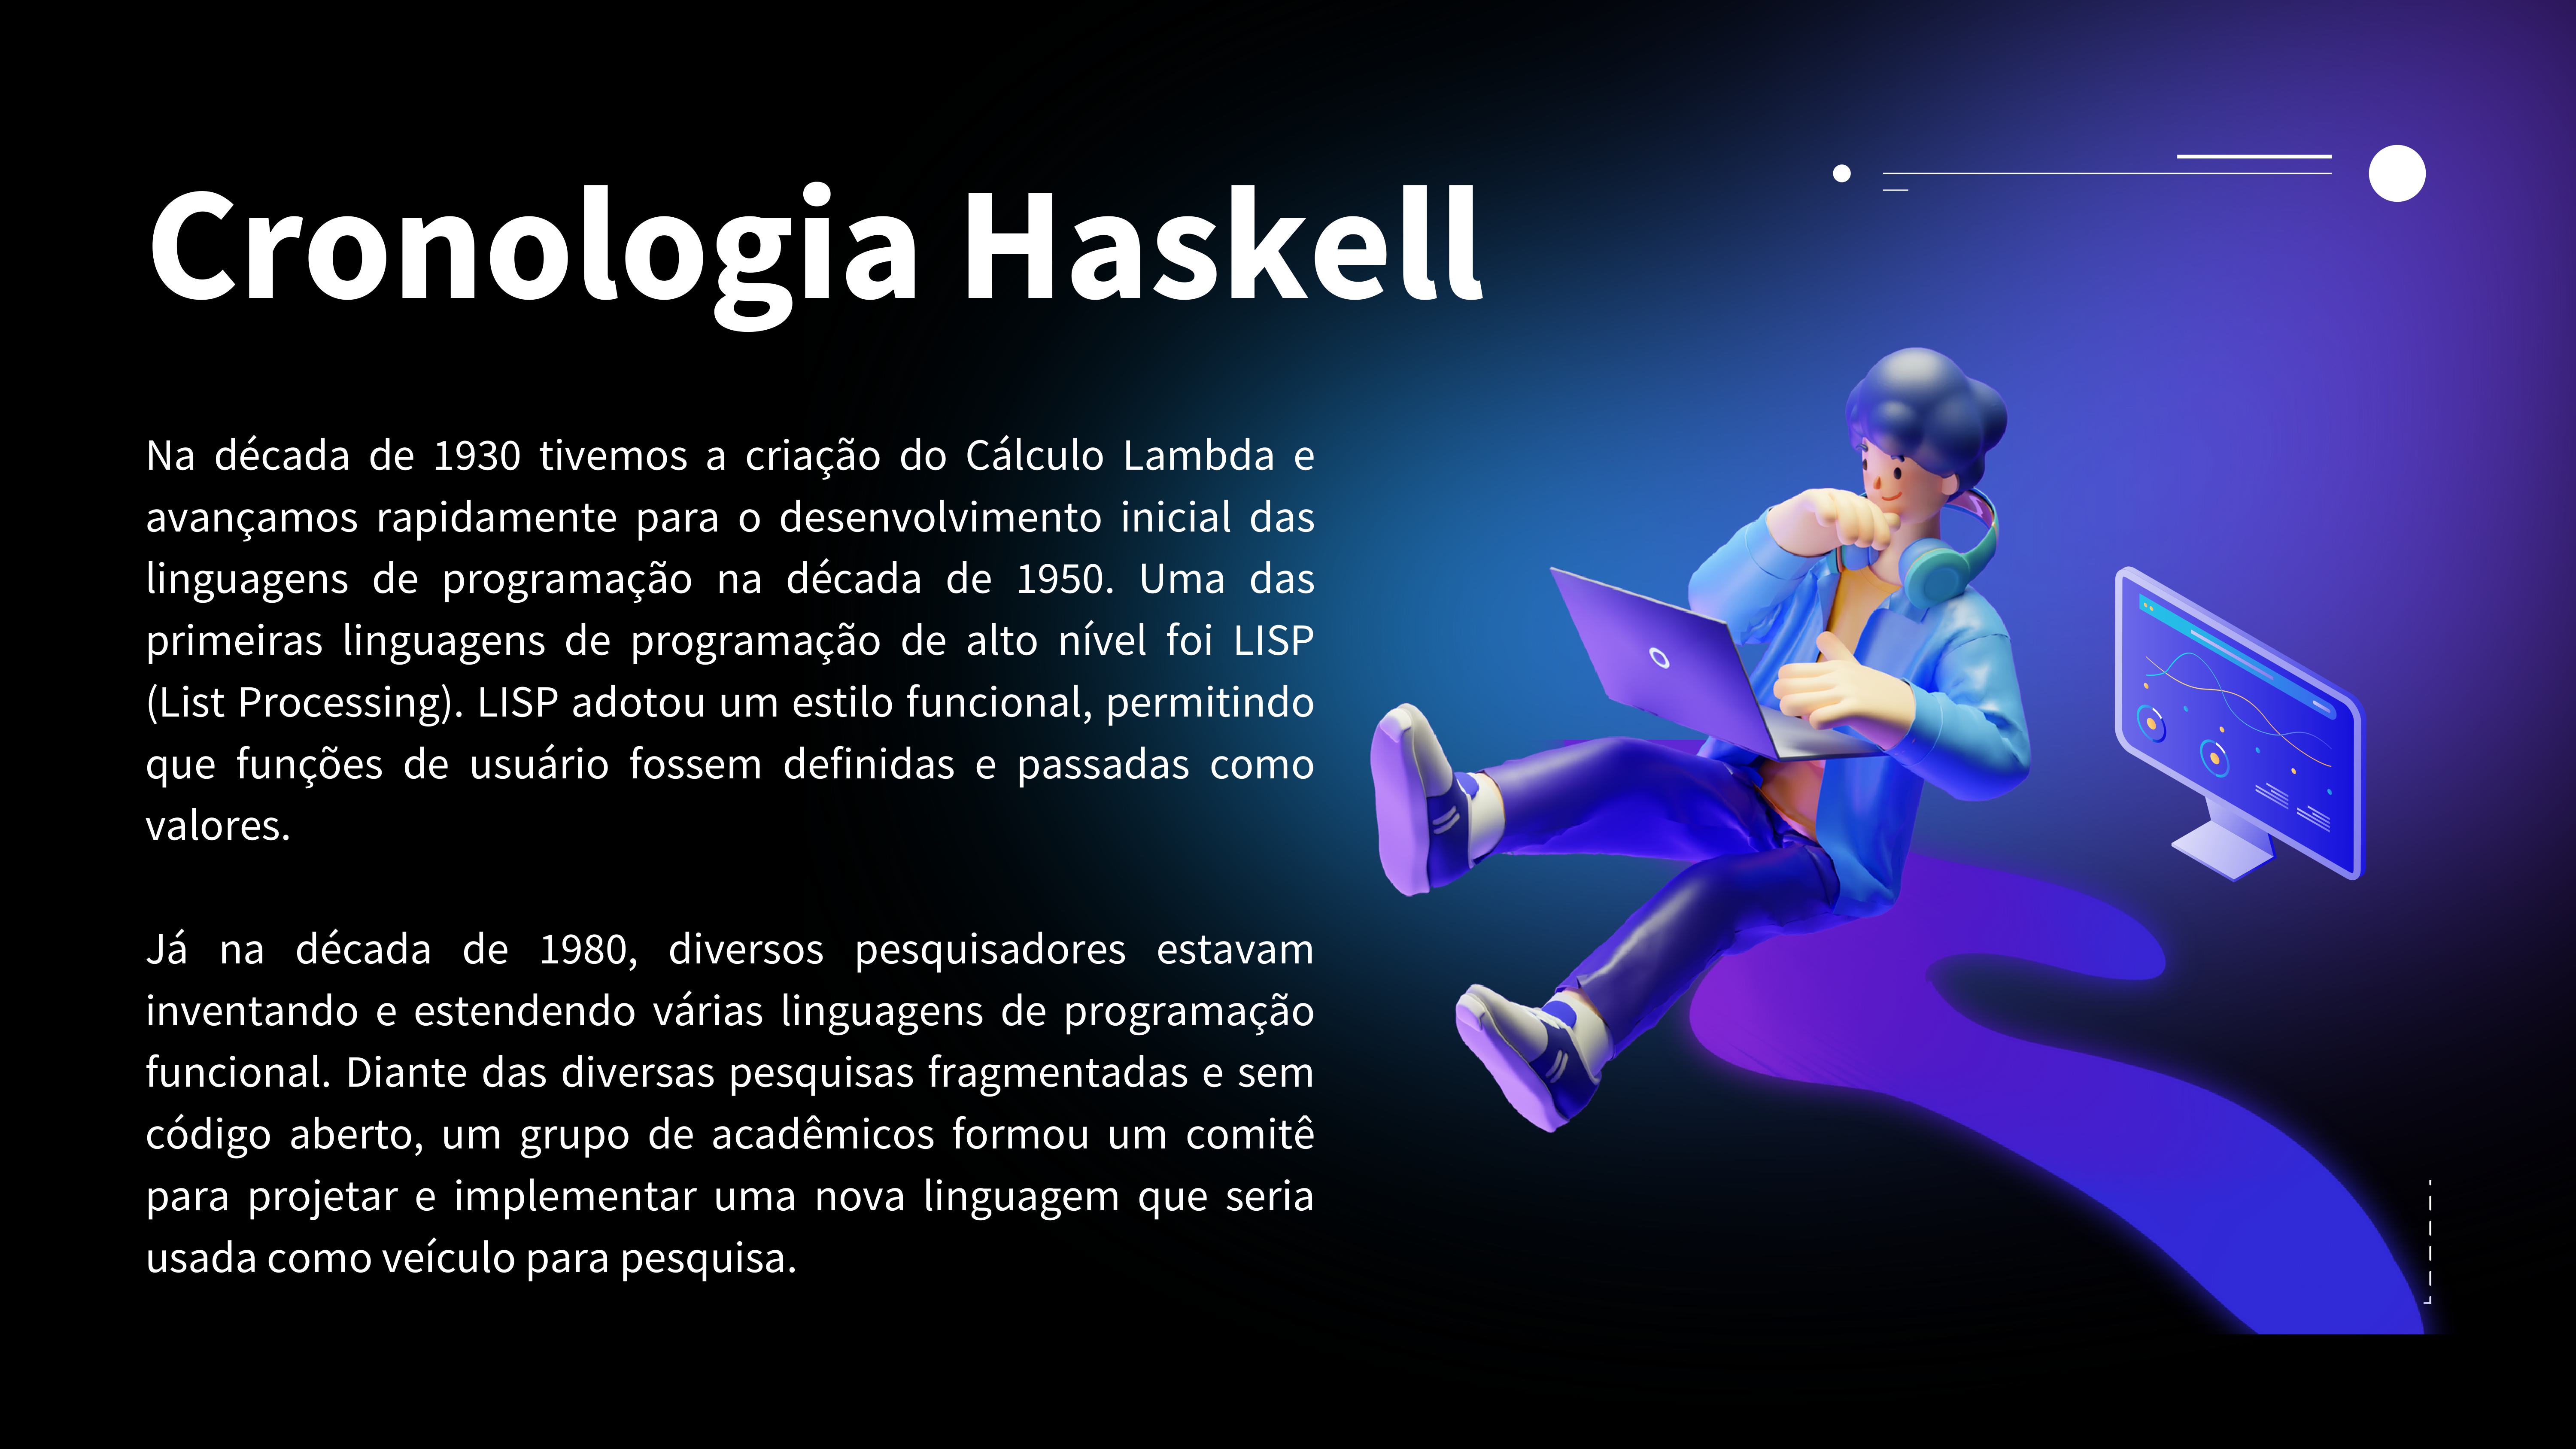 Cronologia Haskell
Na década de 1930 tivemos a criação do Cálculo Lambda e
avançamos rapidamente para o desenvolvimento inicial das
linguagens de programação na década de 1950. Uma das
primeiras linguagens de programação de alto nível foi LISP
(List Processing). LISP adotou um estilo funcional, permitindo
que funções de usuário fossem definidas e passadas como
valores.
Já na década de 1980, diversos pesquisadores estavam
inventando e estendendo várias linguagens de programação
funcional. Diante das diversas pesquisas fragmentadas e sem
código aberto, um grupo de acadêmicos formou um comitê
para projetar e implementar uma nova linguagem que seria
usada como veículo para pesquisa.